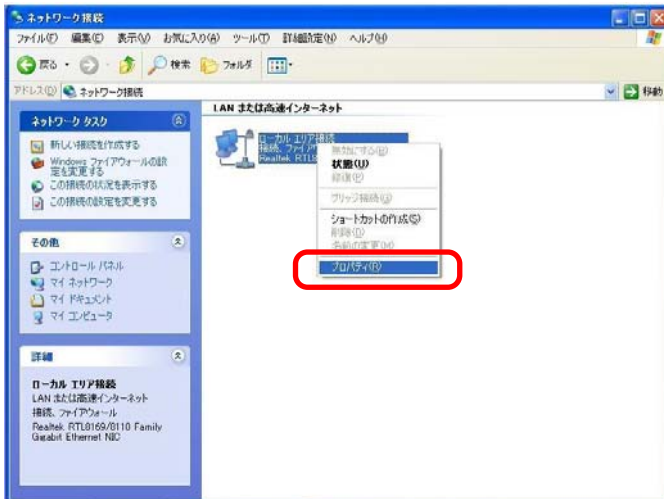 ネットワーク接続
ファイル(F) 編集(E) 表示(V) お気に入り(A) ツール(T) 詳細設定(N) ヘルプ(H)
戻る 検索 フォルダ
アドレス(D) ネットワーク接続 移動
ネットワーク タスク
新しい接続を作成する
Windows ファイアウォールの設
定を変更する
この接続の状況を表示する
この接続の設定を変更する
その他
コントロール パネル
マイ ネットワーク
マイ ドキュメント
マイ コンピュータ
詳細
ローカル エリア接続
LAN または高速インターネット
接続、ファイアウォール
Realtek RTL8169/8110 Family
Gigabit Ethernet NIC
LAN または高速インターネット
ローカル エリア接続
接続、ファイア
Realtek RTL8
無効にする(B)
状態(U)
修復(P)
ブリッジ接続(G)
ショートカットの作成(S)
削除(D)
名前の変更(M)
プロパティ(R)